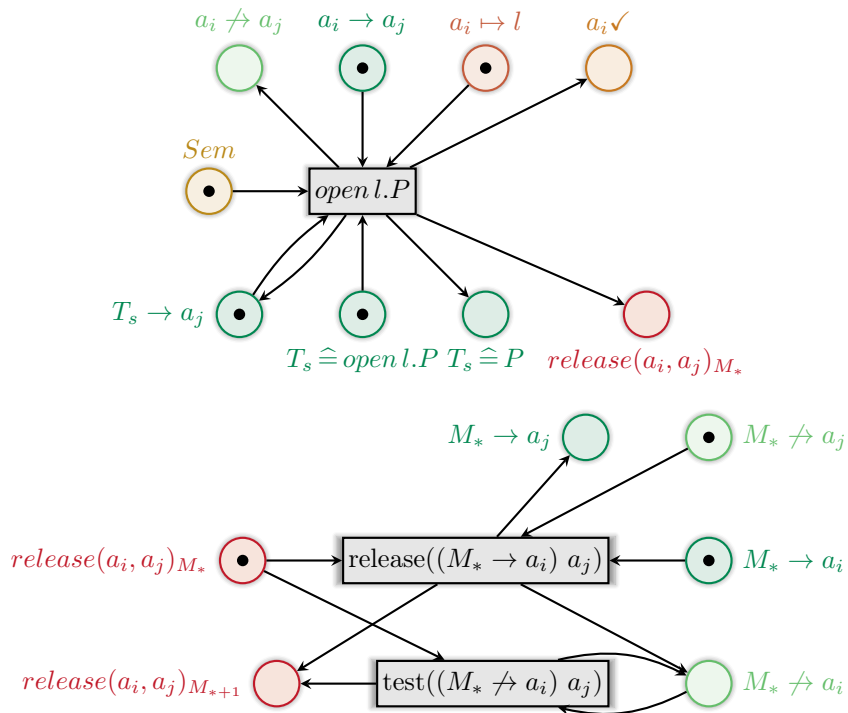 a_i ↛ a_j a_i → a_j a_i ↦ l a_i ✓
Sem
open l.P
T_s → a_j
T_s ≙ open l.P T_s ≙ P release(a_i, a_j)_{M_*}
M_* → a_j M_* ↛ a_j
release(a_i, a_j)_{M_*} release((M_* → a_i) a_j) M_* → a_i
release(a_i, a_j)_{M_{*+1}} test((M_* ↛ a_i) a_j) M_* ↛ a_i